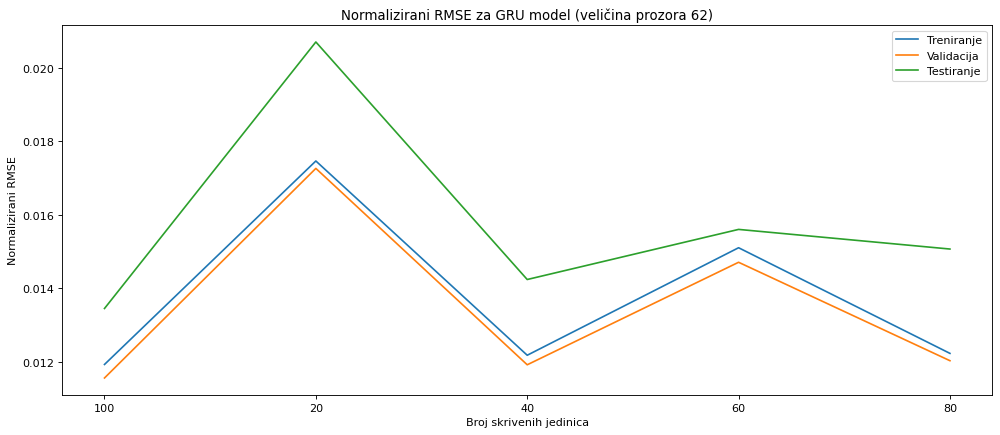 Normalizirani RMSE za GRU model (veličina prozora 62)
Treniranje
Validacija
Testiranje
Normalizirani RMSE
0.020
0.018
0.016
0.014
0.012
100 20 40 60 80
Broj skrivenih jedinica